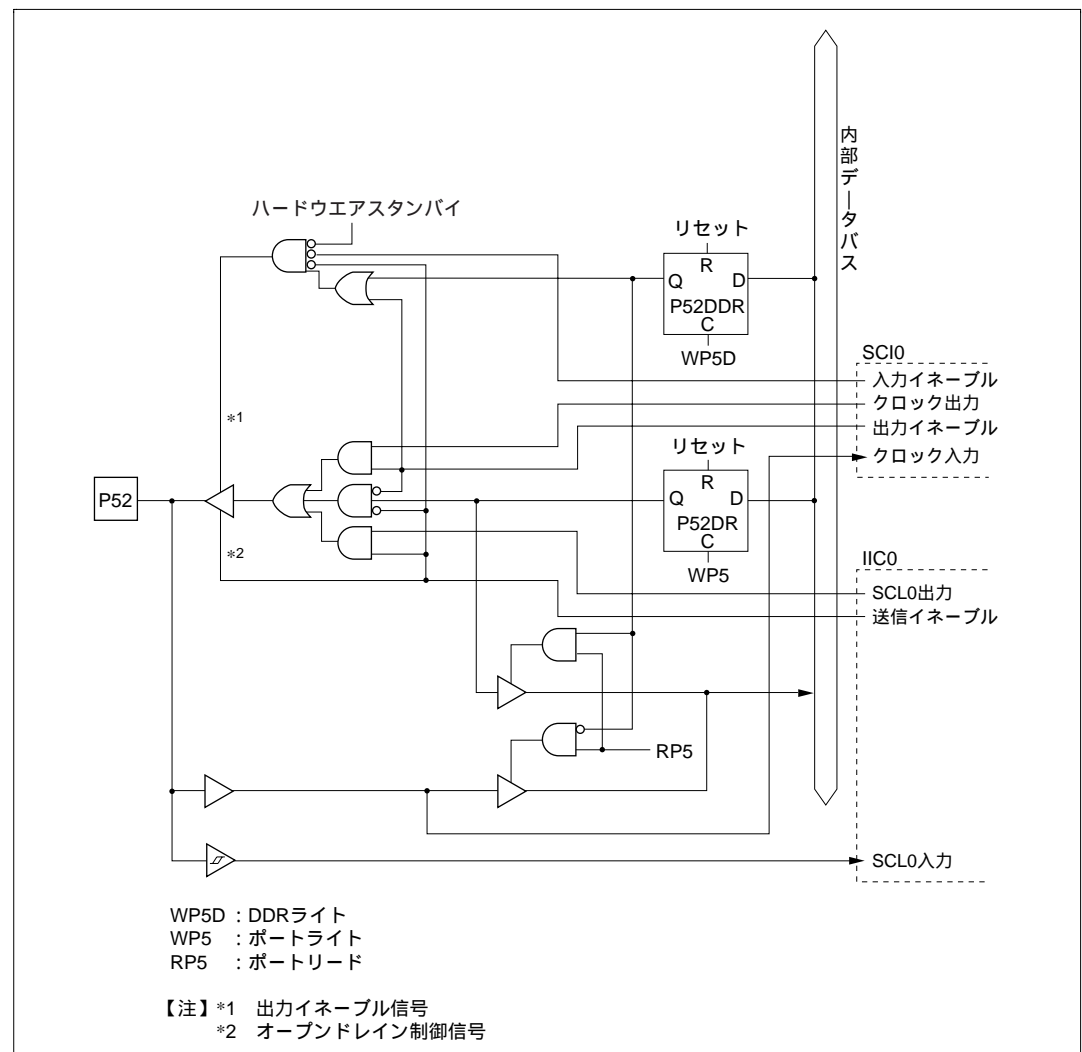 内部データバス
ハードウエアスタンバイ
リセット
R
Q
D
P52DDR
C
WP5D
SCI0
入力イネーブル
クロック出力
出力イネーブル
クロック入力
*1
リセット
R
Q
D
P52DR
C
WP5
P52
*2
IIC0
SCL0出力
送信イネーブル
RP5
SCL0入力
WP5D：DDRライト
WP5　：ポートライト
RP5　：ポートリード
【注】*1　出力イネーブル信号
*2　オープンドレイン制御信号